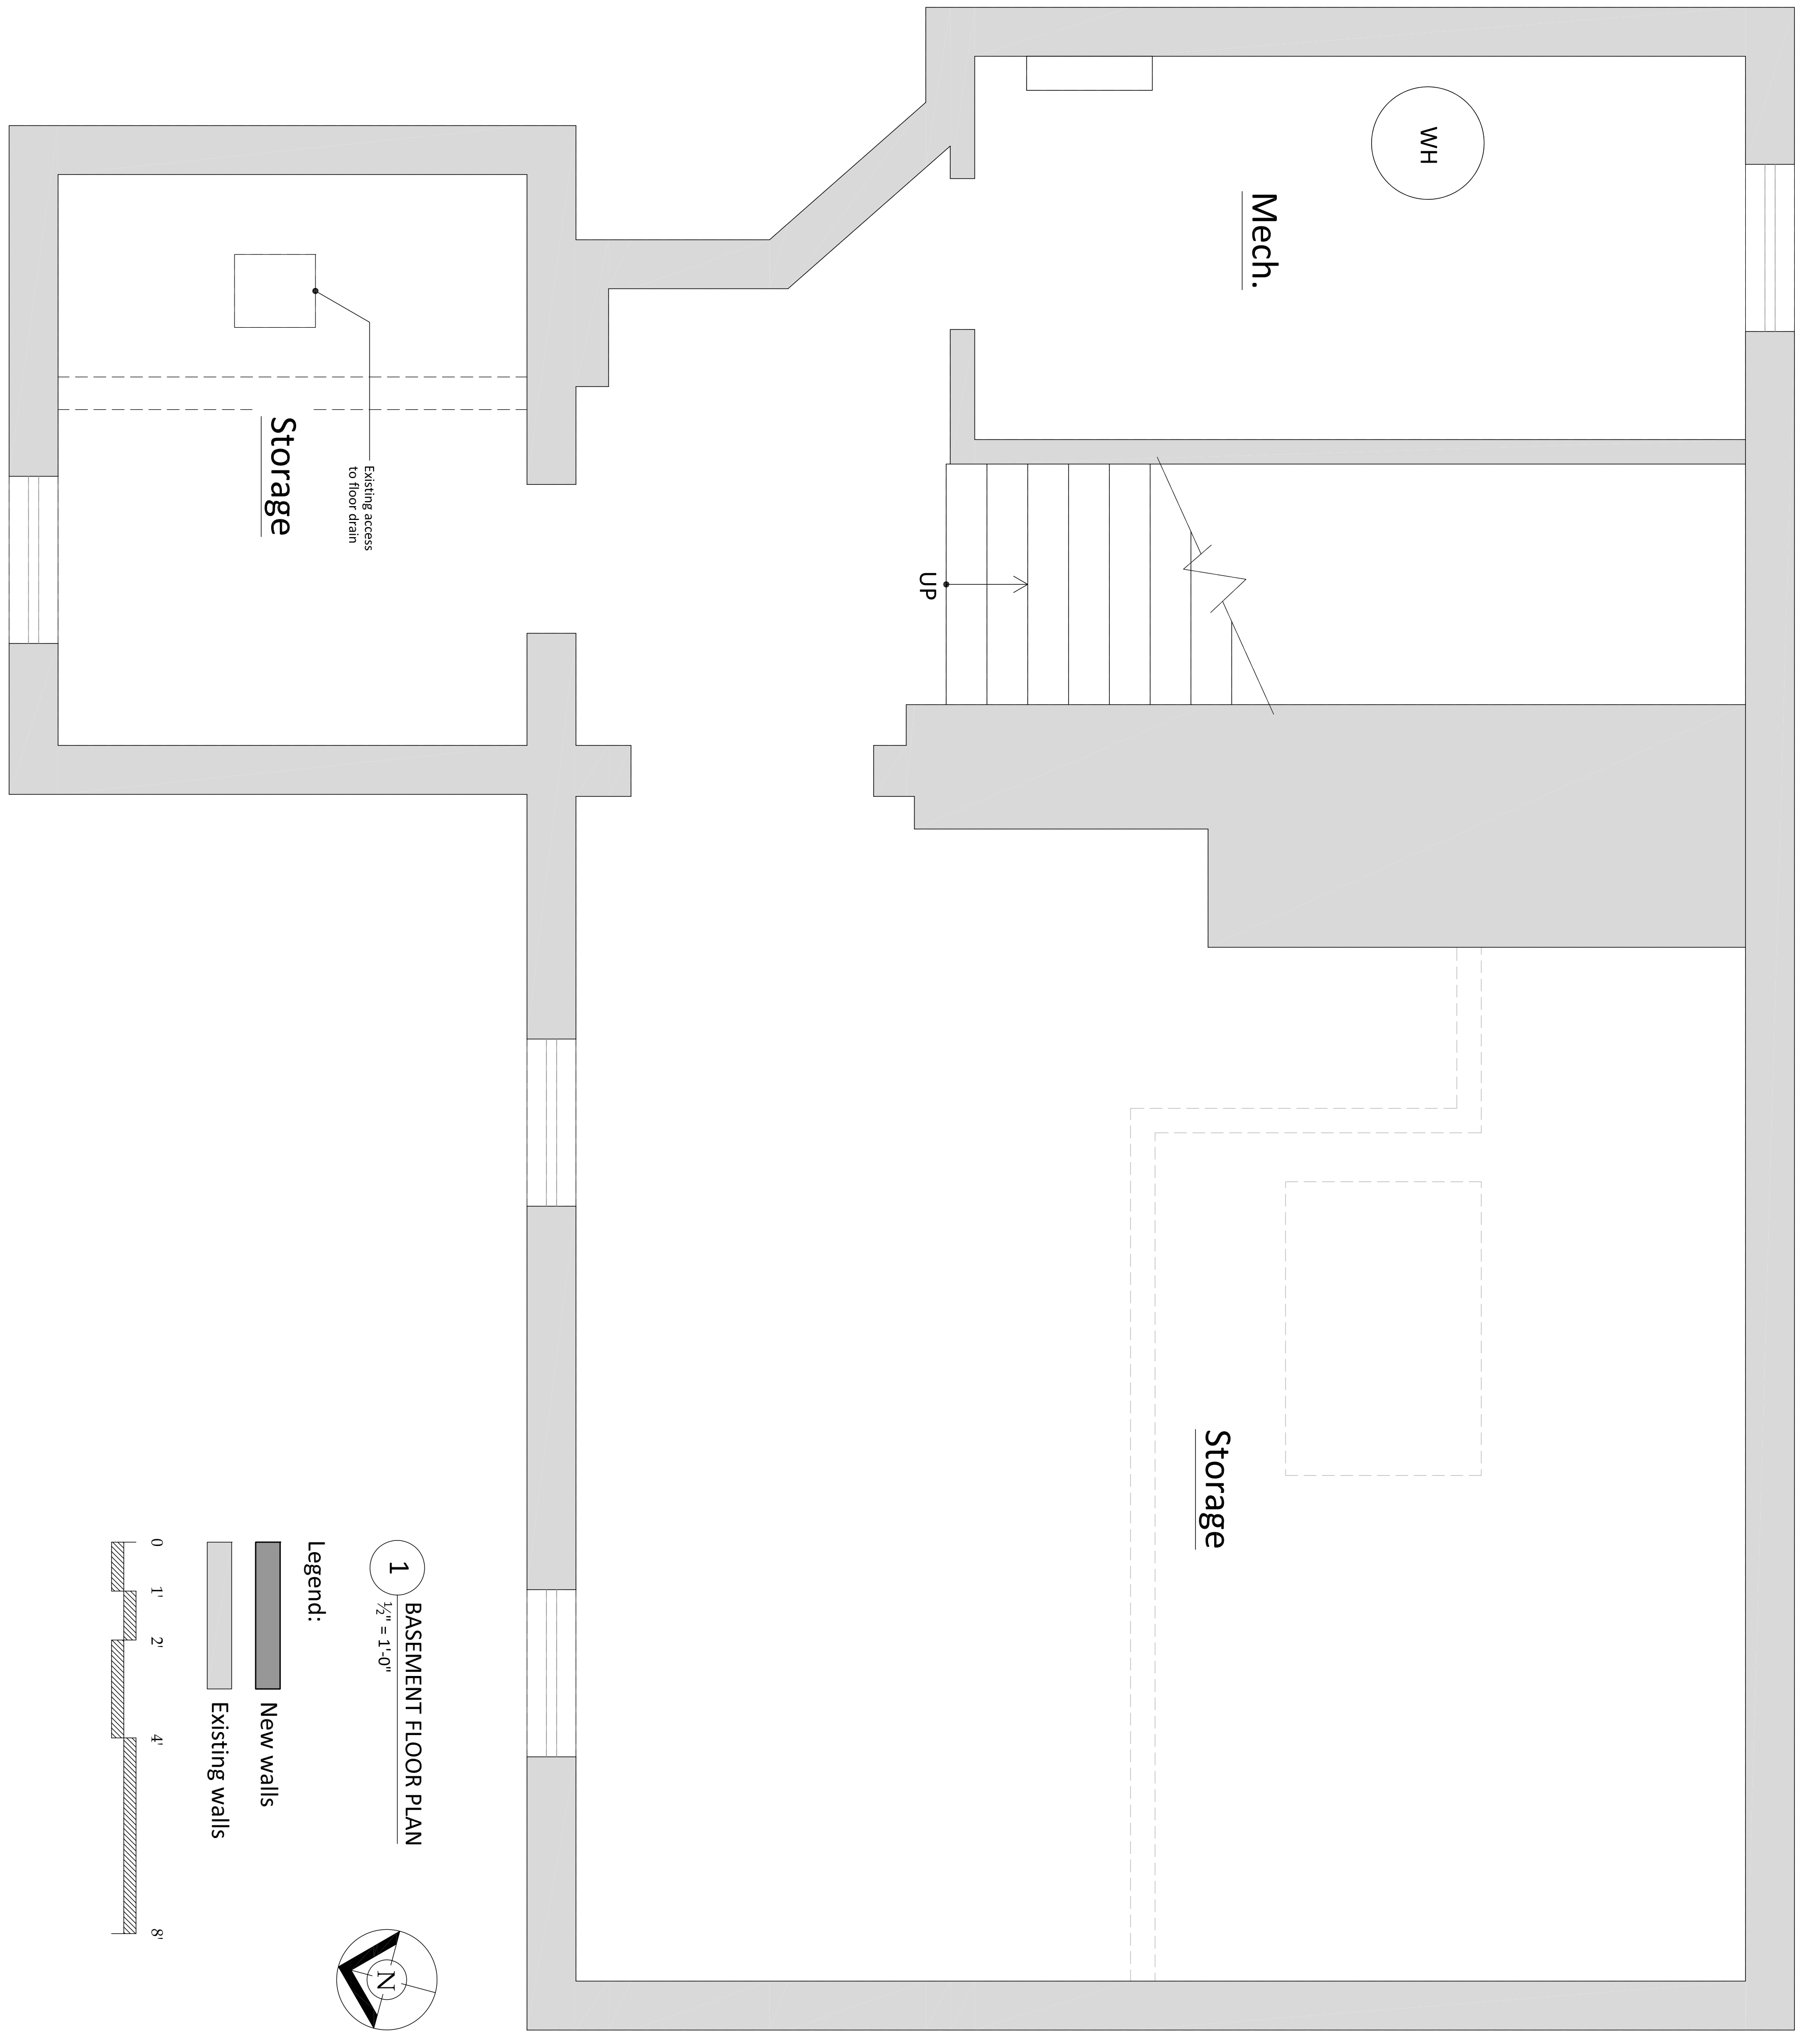 WH
Mech.
UP
Storage
Existing access
to floor drain
Storage
1
BASEMENT FLOOR PLAN
½" = 1'-0"
Legend:
New walls
Existing walls
0 1' 2' 4' 8'
N